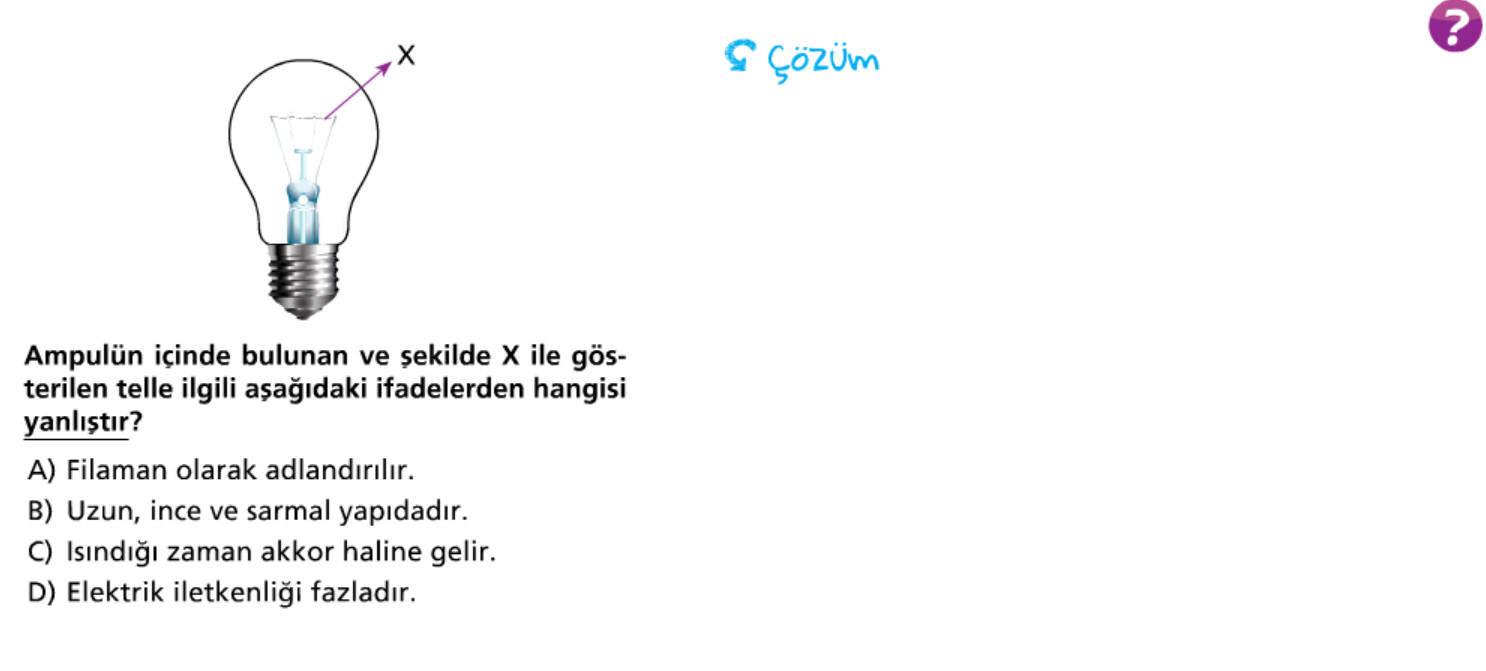 X
Çözüm
?
Ampulün içinde bulunan ve şekilde X ile gös-
terilen telle ilgili aşağıdaki ifadelerden hangisi
yanlıştır?
A) Filaman olarak adlandırılır.
B) Uzun, ince ve sarmal yapıdadır.
C) Isındığı zaman akkor haline gelir.
D) Elektrik iletkenliği fazladır.